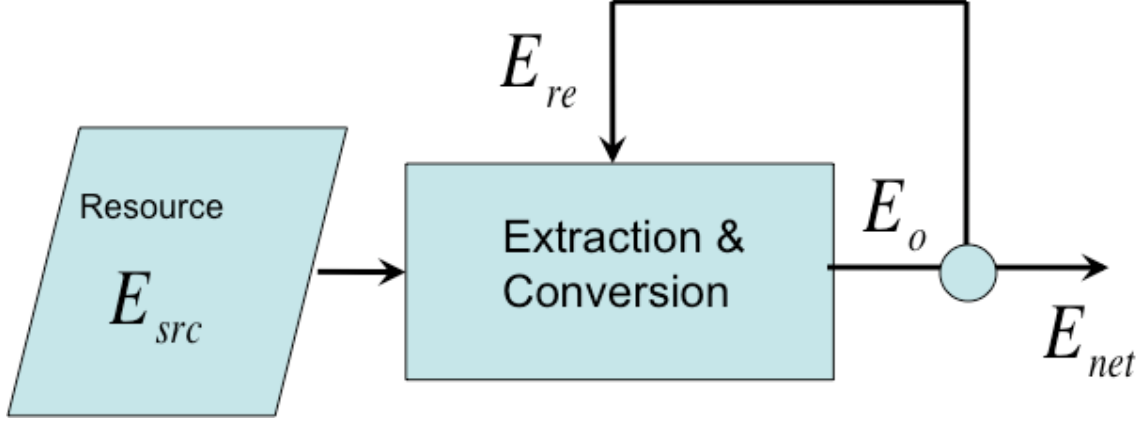 E_re
Resource
E_src
Extraction &
Conversion
E_o
E_net